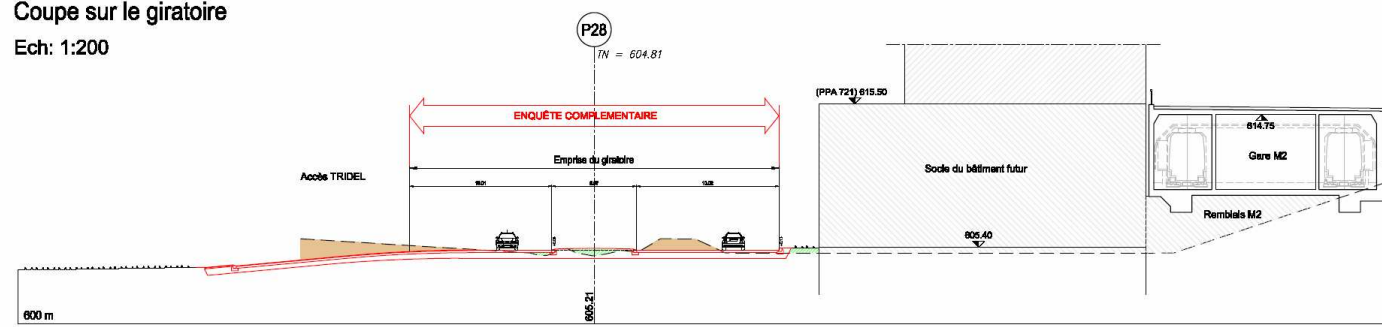 Coupe sur le giratoire
Ech: 1:200
P28
TN = 604.81
(PPA 721) 615.50
ENQUÊTE COMPLEMENTAIRE
614.75
Emprise du giratoire
Gare M2
Accès TRIDEL
Socle du bâtiment futur
Remblais M2
605.40
605.21
600 m